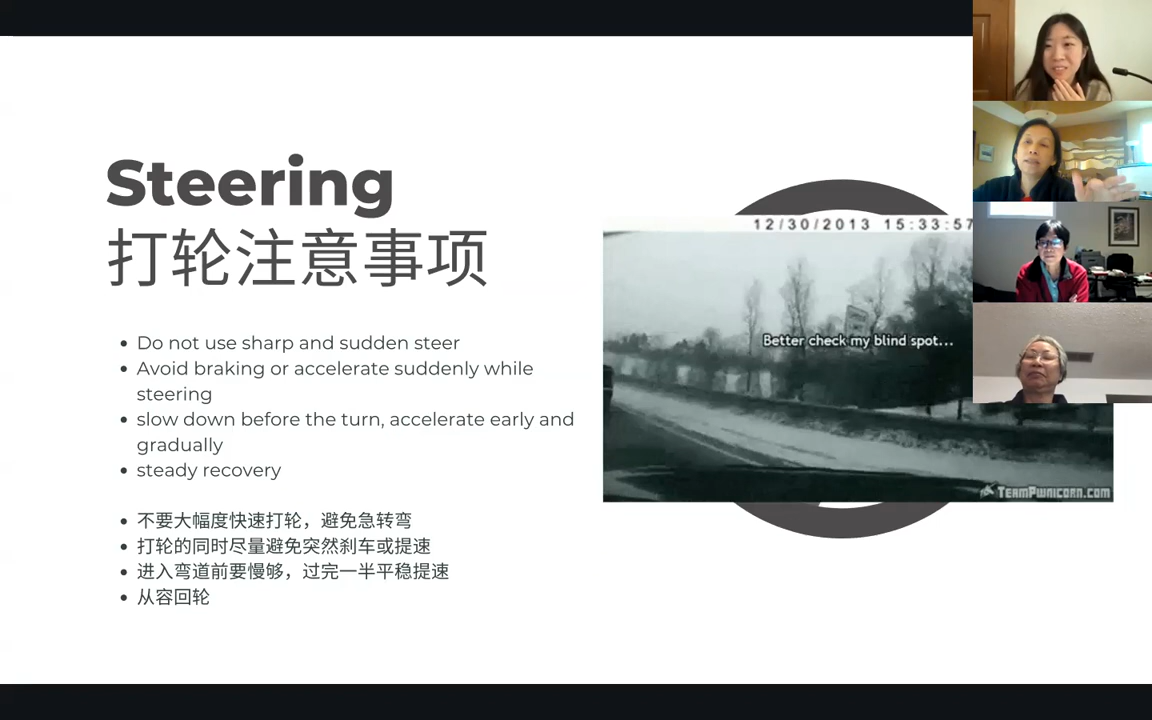 Steering
打轮注意事项
Do not use sharp and sudden steer
Avoid braking or accelerate suddenly while
steering
slow down before the turn, accelerate early and
gradually
steady recovery
不要大幅度快速打轮，避免急转弯
打轮的同时尽量避免突然刹车或提速
进入弯道前要慢够，过完一半平稳提速
从容回轮
12/30/2013 15:33:57
Better check my blind spot...
TEAMPWNICORN.COM